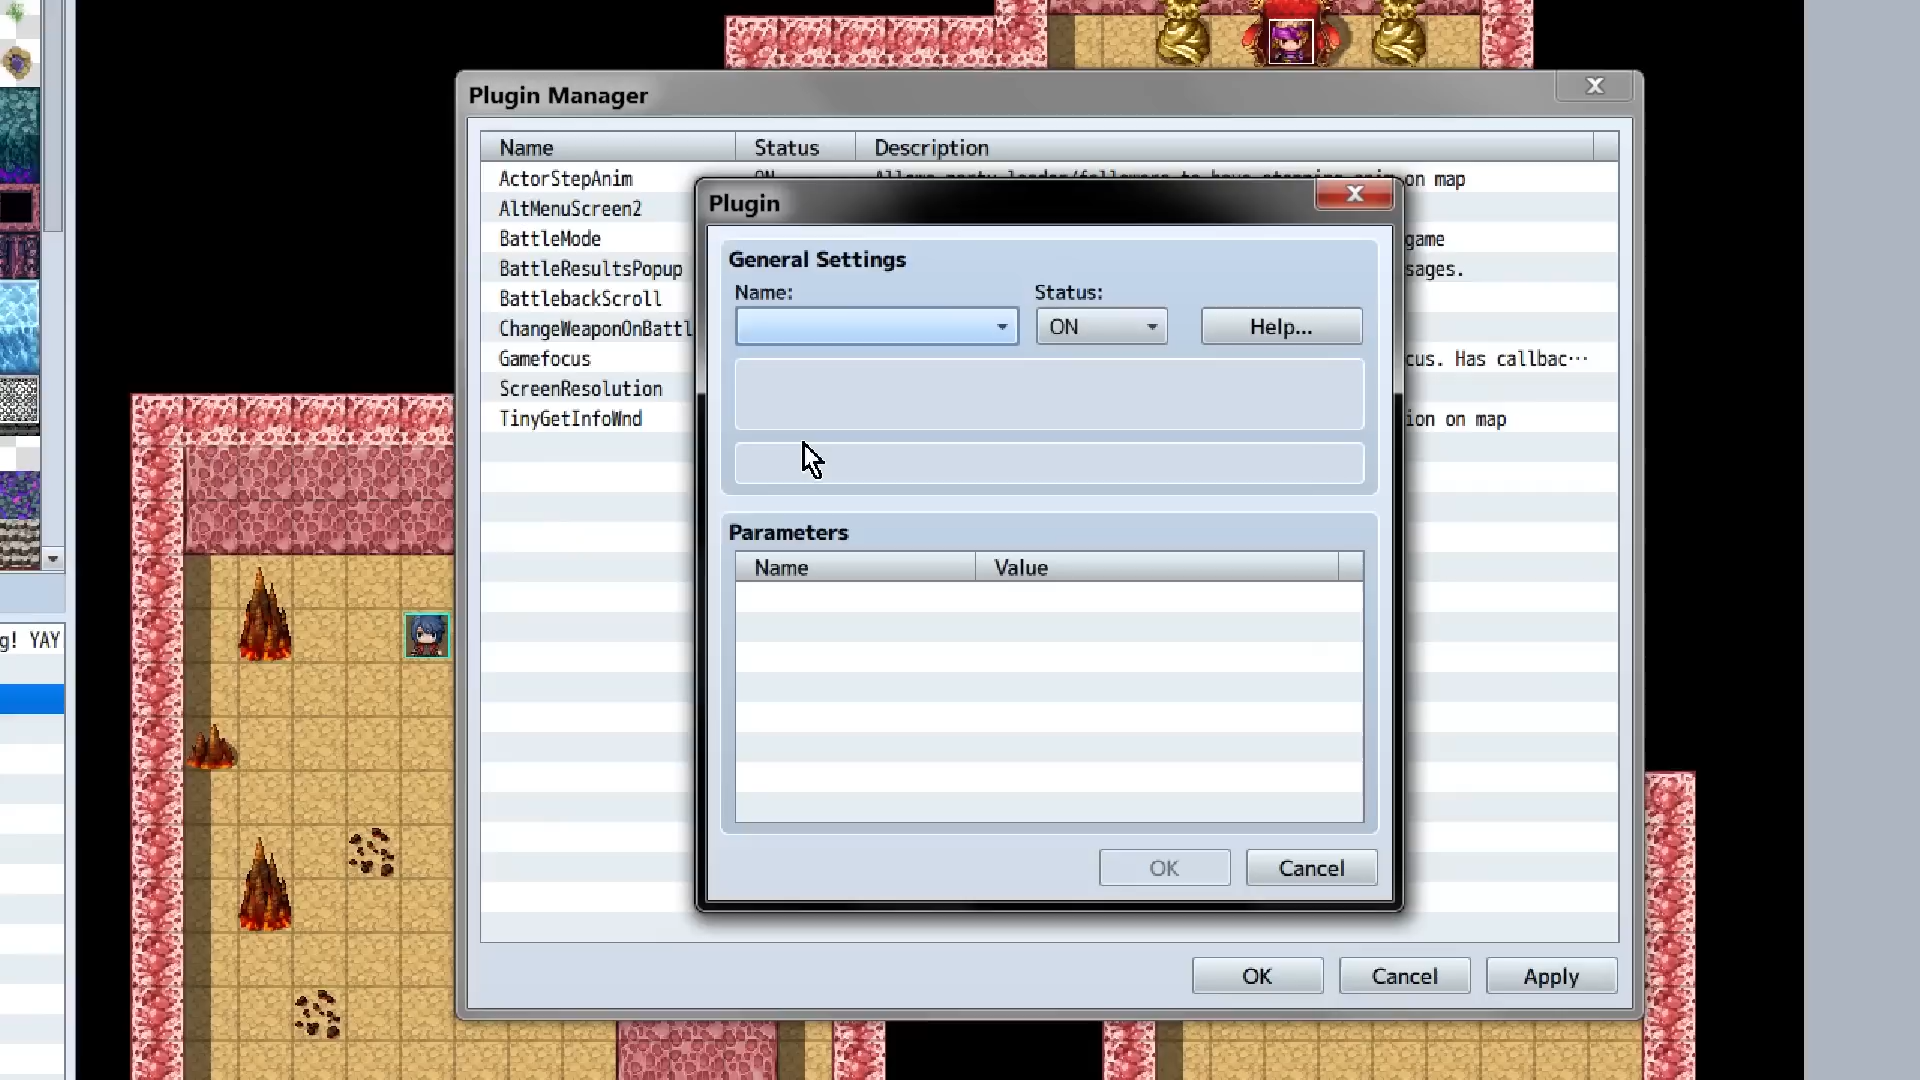 Plugin Manager
X
Name Status Description
ActorStepAnim on map
AltMenuScreen2
BattleMode game
BattleResultsPopup sages.
BattlebackScroll
ChangeWeaponOnBattl
Gamefocus cus. Has callbac…
ScreenResolution
TinyGetInfoWnd ion on map
Plugin
X
General Settings
Name: Status:
ON Help...
Parameters
Name Value
OK Cancel
OK Cancel Apply
g! YAY